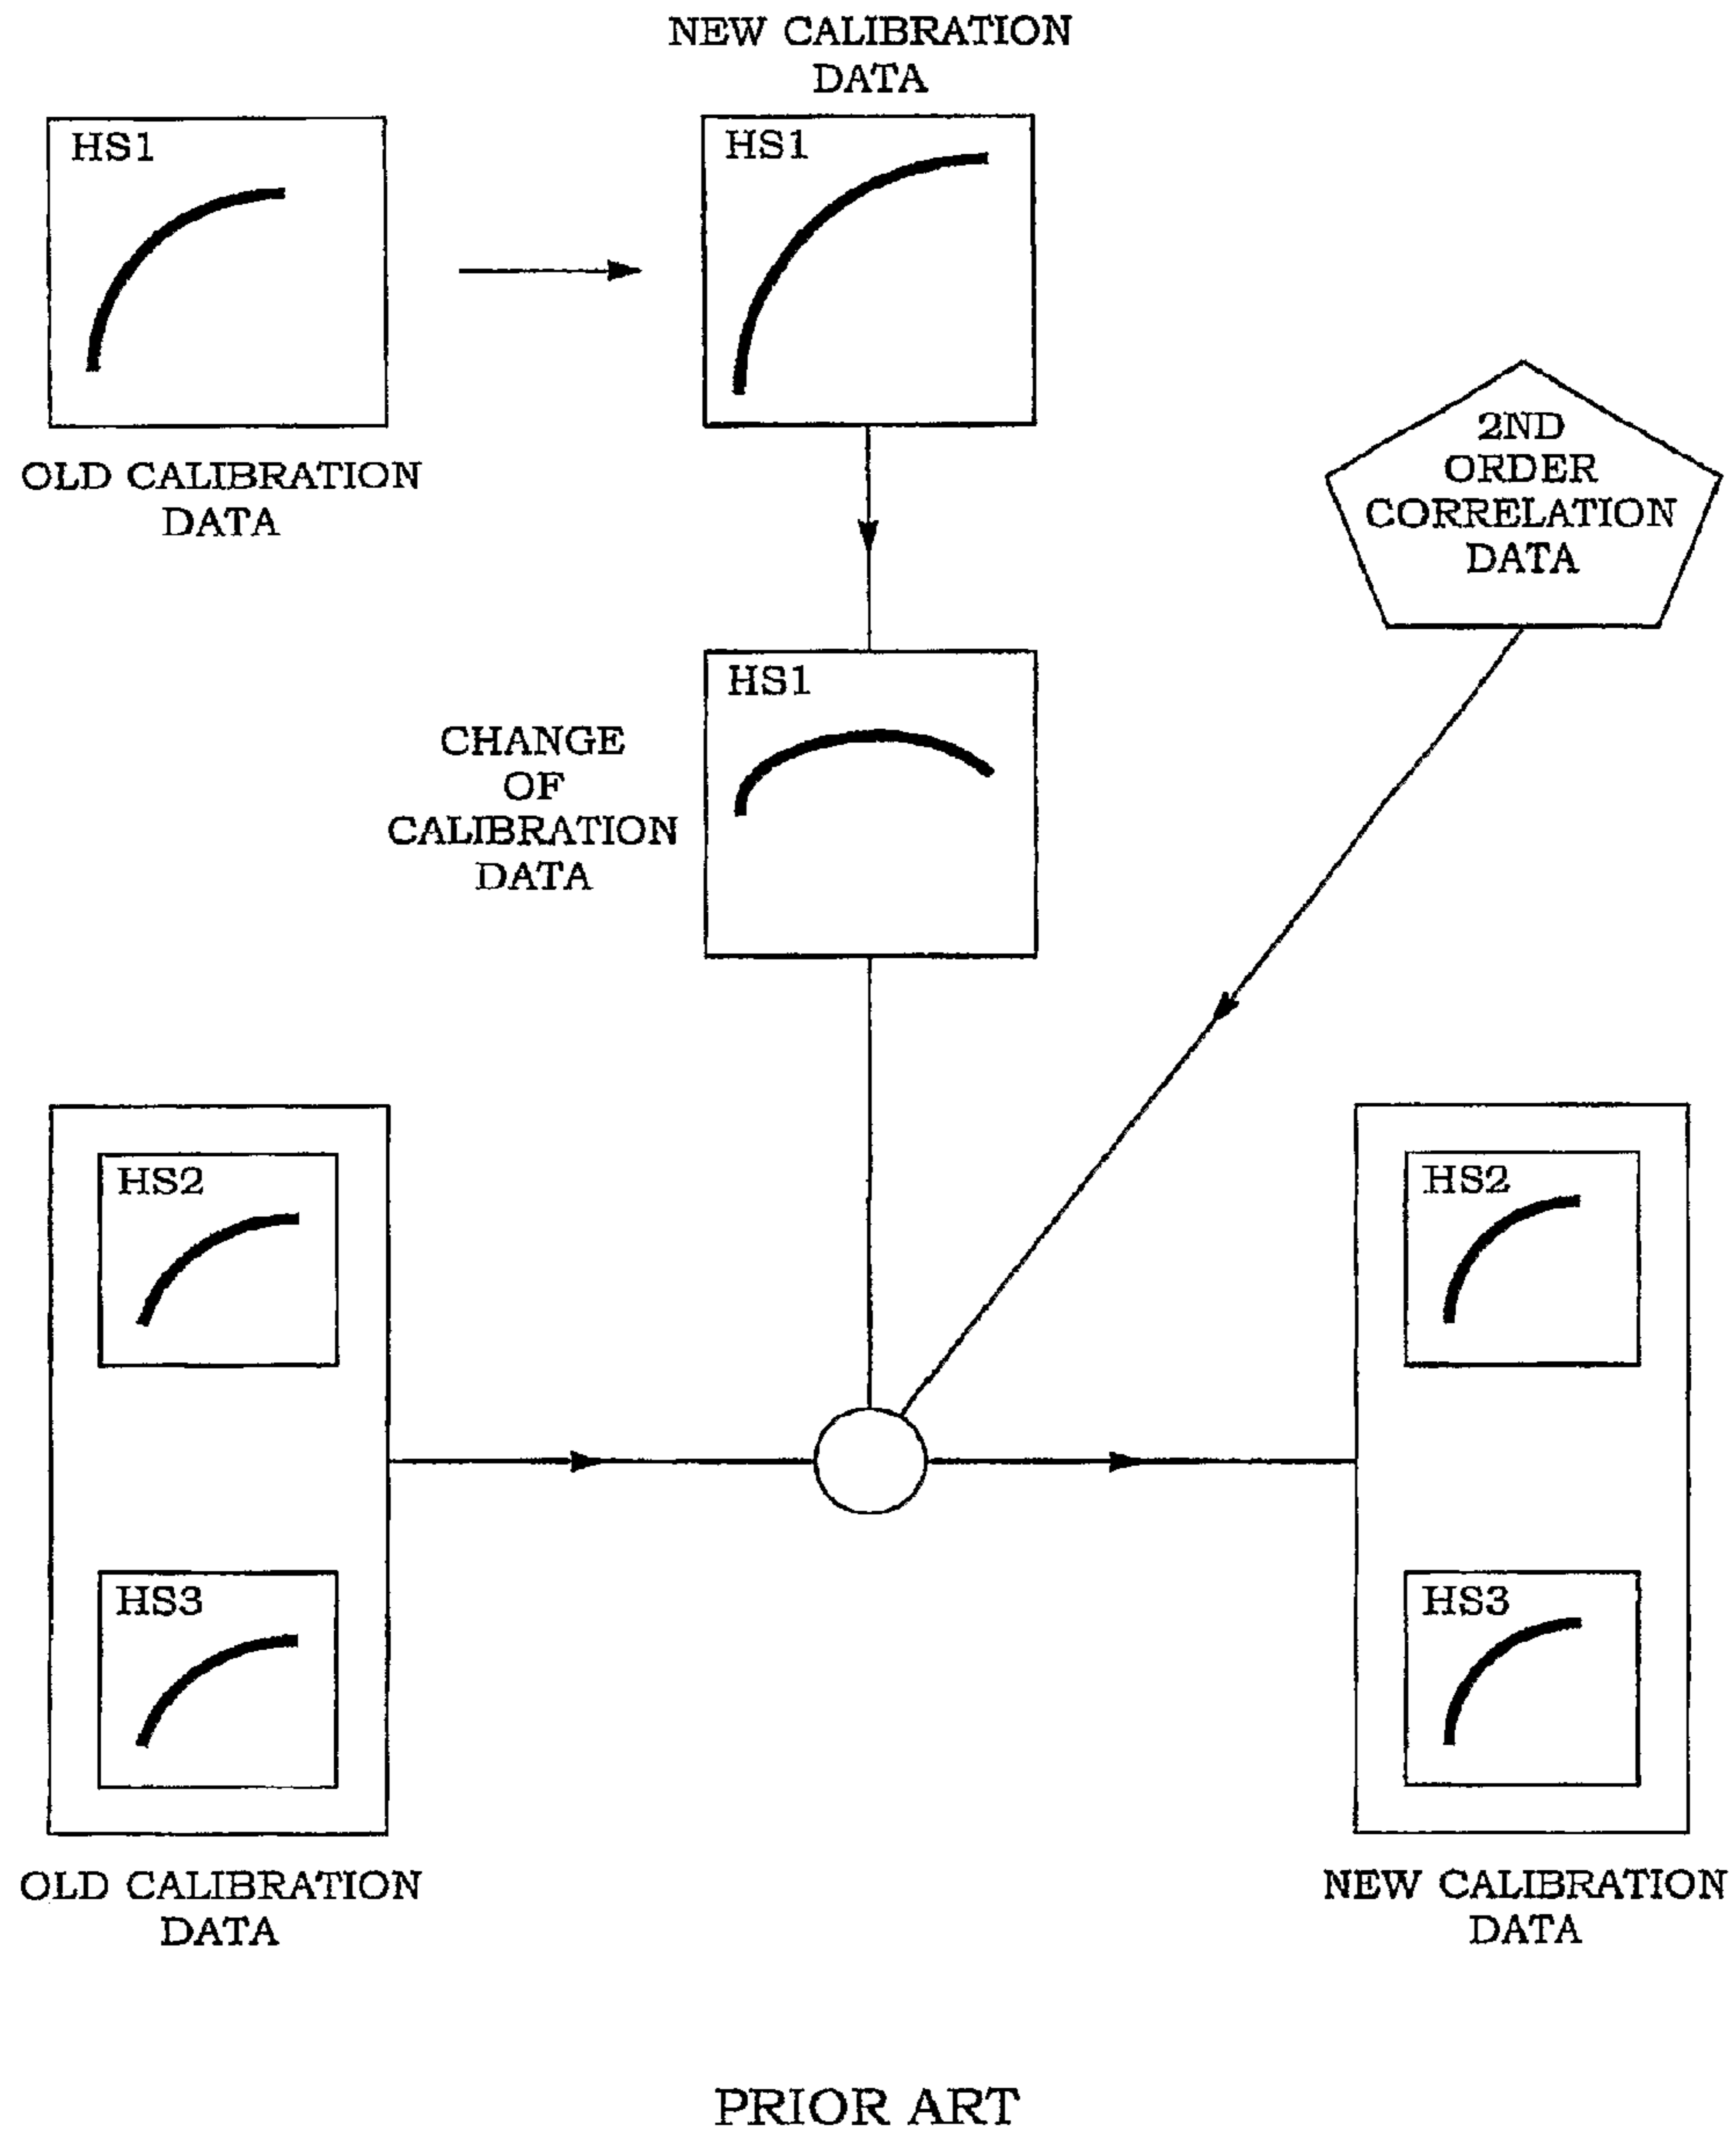 NEW CALIBRATION
DATA
HS1
HS1
OLD CALIBRATION
DATA
2ND
ORDER
CORRELATION
DATA
HS1
CHANGE
OF
CALIBRATION
DATA
HS2
HS3
OLD CALIBRATION
DATA
HS2
HS3
NEW CALIBRATION
DATA
PRIOR ART